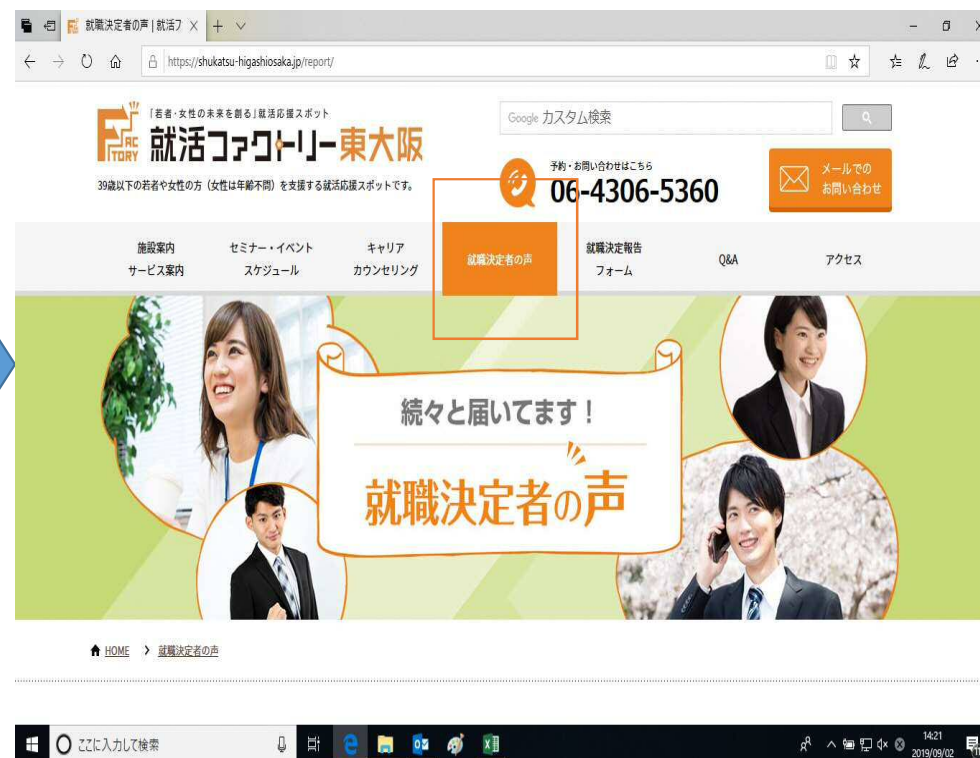 就職決定者の声 | 就活フ
https://shukatsu-higashiosaka.jp/report/
「若者・女性の未来を創る」就活応援スポット
FACTORY
就活ファクトリー東大阪
39歳以下の若者や女性の方(女性は年齢不問)を支援する就活応援スポットです。
Google カスタム検索
予約・お問い合わせはこちら
06-4306-5360
メールでの
お問い合わせ
施設案内
サービス案内
セミナー・イベント
スケジュール
キャリア
カウンセリング
就職決定者の声
就職決定報告
フォーム
Q&A
アクセス
続々と届いてます!
就職決定者の声
HOME > 就職決定者の声
ここに入力して検索
14:21
2019/09/02